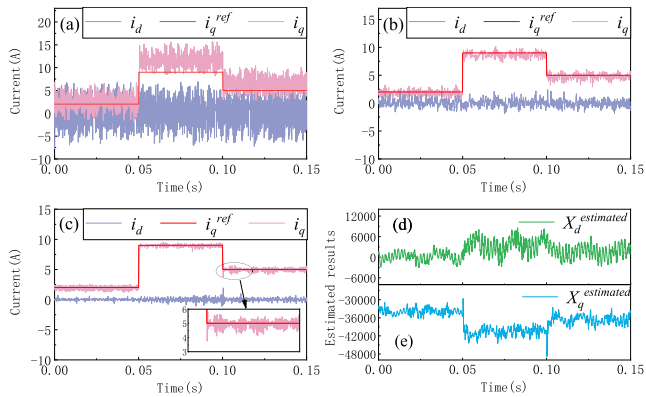 (a) i_d i_q^ref i_q
Current(A)
20
15
10
5
0
-5
-10
0.00 0.05 0.10 0.15
Time(s)
(b) i_d i_q^ref i_q
Current(A)
15
10
5
0
-5
-10
0.00 0.05 0.10 0.15
Time(s)
(c) i_d i_q^ref i_q
Current(A)
15
10
5
0
-5
-10
6
5
4
3
0.00 0.05 0.10 0.15
Time(s)
(d) X_d^estimated
Estimated results
12000
6000
0
-6000
X_q^estimated
(e)
-30000
-36000
-42000
-48000
0.00 0.05 0.10 0.15
Time(s)